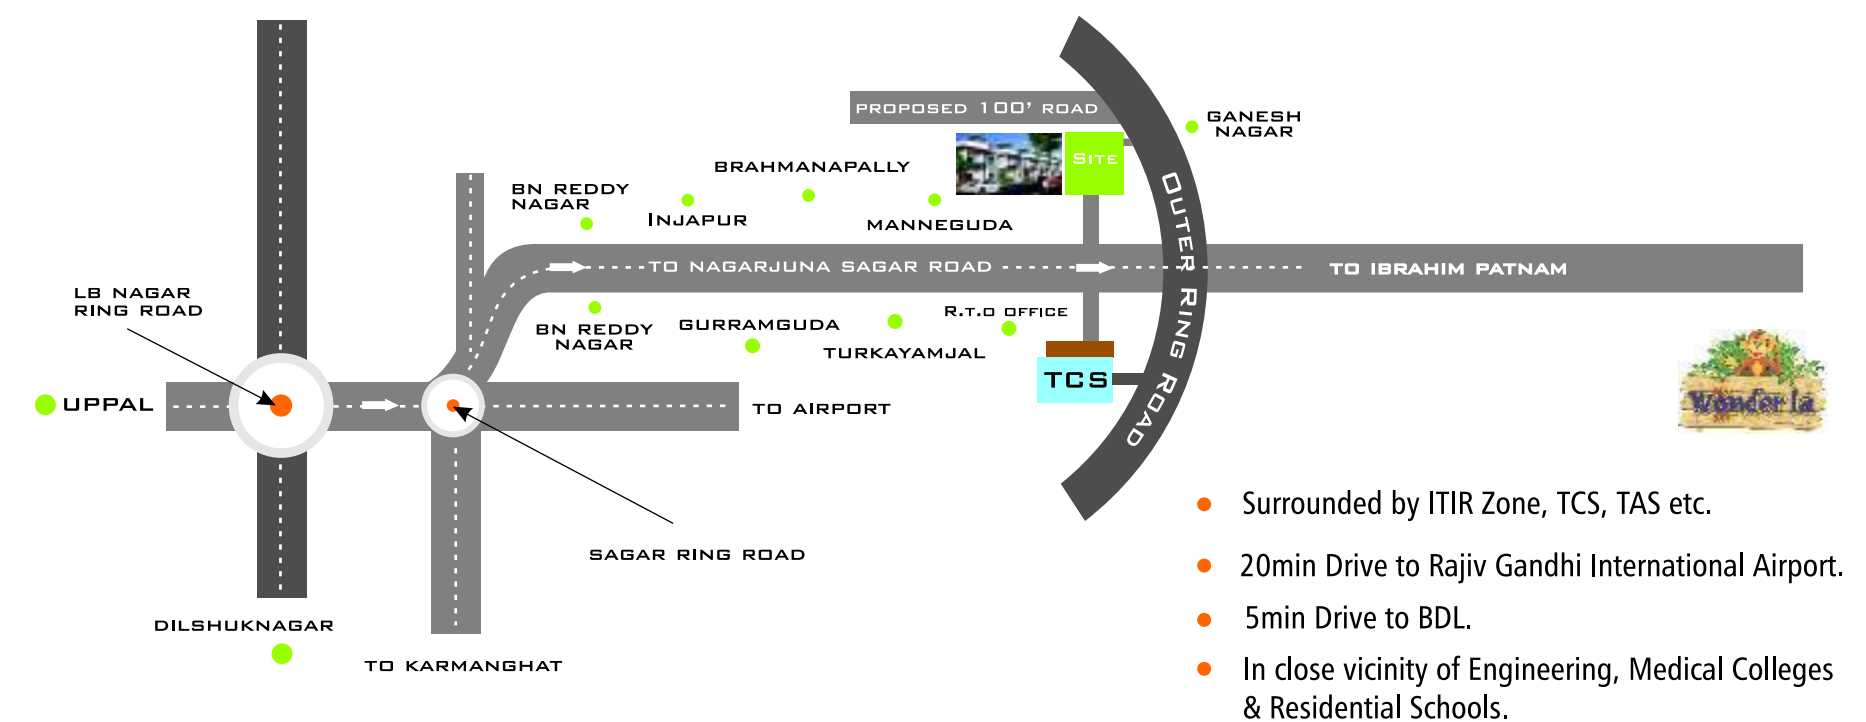 PROPOSED 100' ROAD
GANESH
NAGAR
SITE
BRAHMANAPALLY
BN REDDY
NAGAR
INJAPUR
MANNEGUDA
OUTER RING ROAD
TO NAGARJUNA SAGAR ROAD
TO IBRAHIM PATNAM
LB NAGAR
RING ROAD
BN REDDY
NAGAR
GURRAMGUDA
R.T.O OFFICE
TURKAYAMJAL
TCS
UPPAL
TO AIRPORT
Wonder la
SAGAR RING ROAD
DILSHUKNAGAR
TO KARMANGHAT
Surrounded by ITIR Zone, TCS, TAS etc.
20min Drive to Rajiv Gandhi International Airport.
5min Drive to BDL.
In close vicinity of Engineering, Medical Colleges
& Residential Schools.